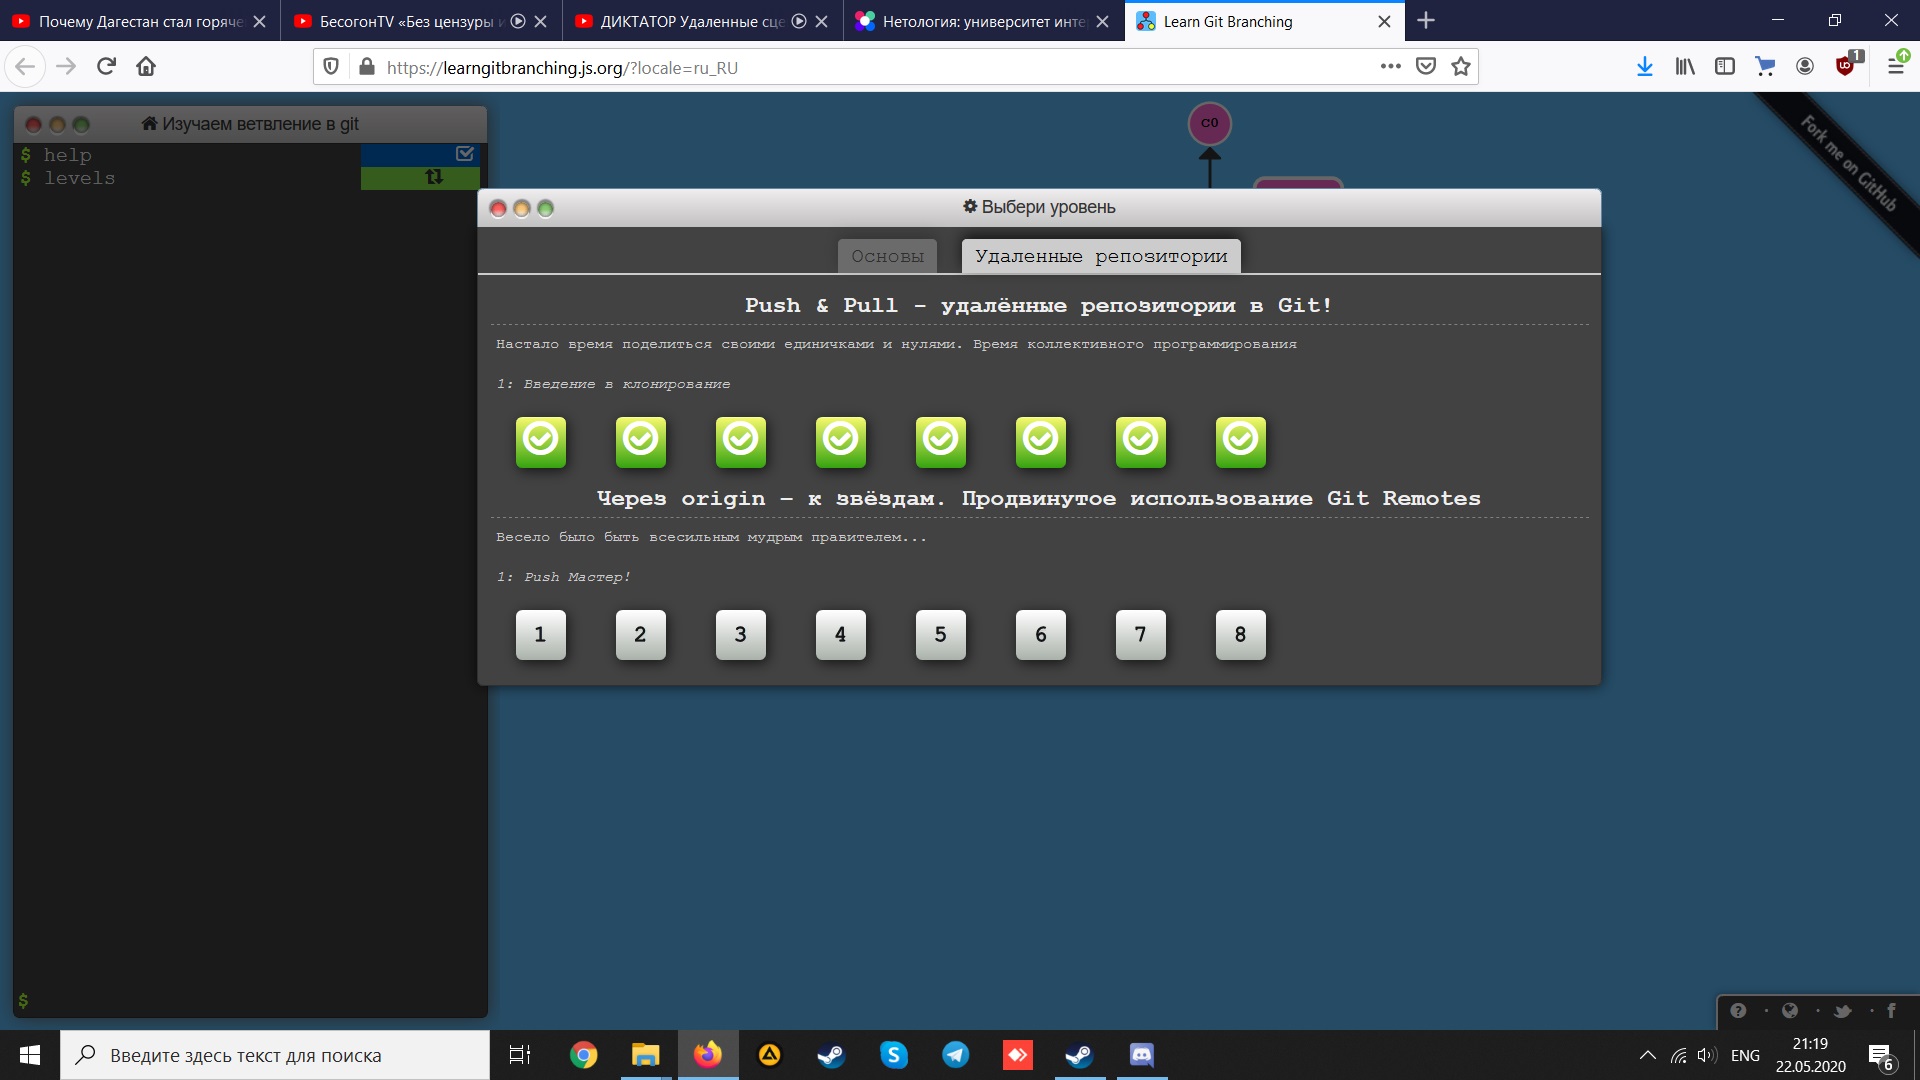 Почему Дагестан стал горяче
БесогонTV «Без цензуры и
ДИКТАТОР Удаленные сце
Нетология: университет инте
Learn Git Branching
https://learngitbranching.js.org/?locale=ru_RU
1
Изучаем ветвление в git
$ help
$ levels
C0
Fork me on GitHub
Выбери уровень
Основы
Удаленные репозитории
Push & Pull - удалённые репозитории в Git!
Настало время поделиться своими единичками и нулями. Время коллективного программирования
1: Введение в клонирование
Через origin – к звёздам. Продвинутое использование Git Remotes
Весело было быть всесильным мудрым правителем...
1: Push Мастер!
1 2 3 4 5 6 7 8
$
Введите здесь текст для поиска
ENG
21:19
22.05.2020
6